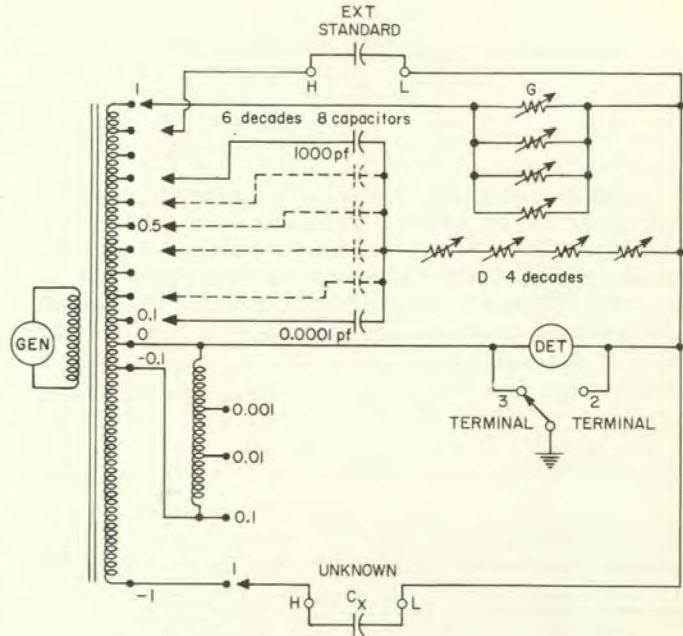 EXT
STANDARD
H
L
1
G
6 decades 8 capacitors
1000 pf
0.5
D 4 decades
0.1
0.0001 pf
0
GEN
DET
-0.1
3
2
TERMINAL
TERMINAL
0.001
0.01
0.1
UNKNOWN
1
-1
H
CX
L